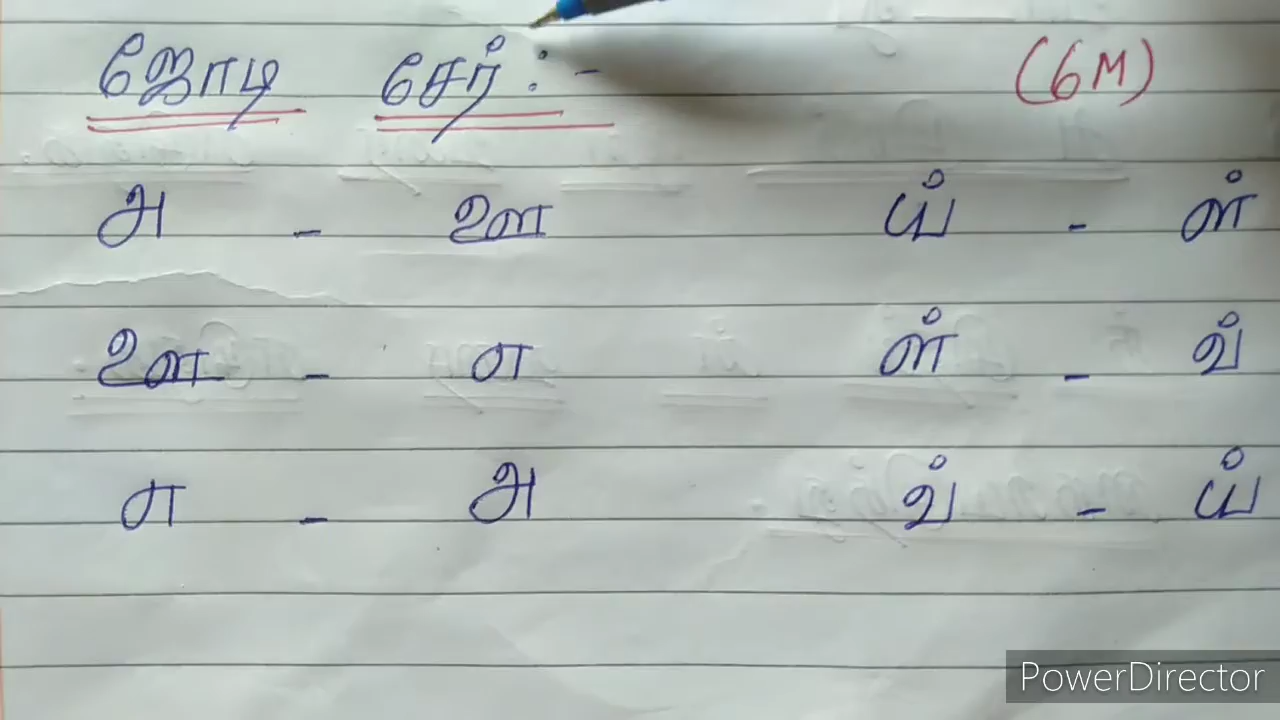 ஜோடி சேர் :- (6M)
அ - ஊ ய் - ள்
ஊ - எ ள் - வ்
எ - அ வ் - ய்
PowerDirector